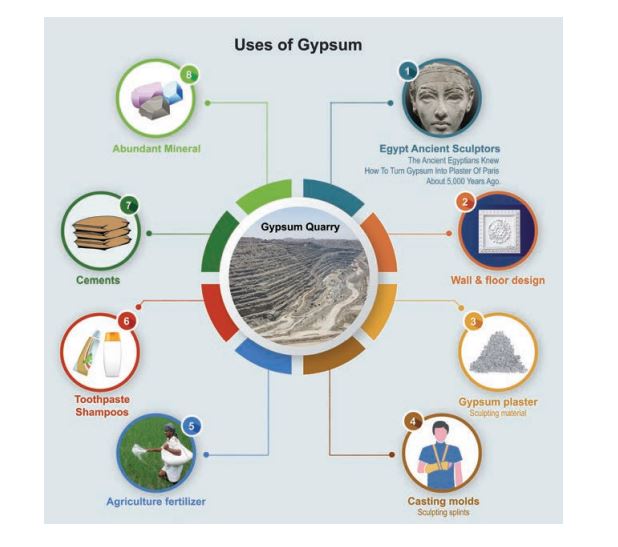 Uses of Gypsum
1
Egypt Ancient Sculptors
The Ancient Egyptians Knew
How To Turn Gypsum Into Plaster Of Paris
About 5,000 Years Ago
2
Wall & floor design
3
Gypsum plaster
Sculpting material
4
Casting molds
Sculpting splints
5
Agriculture fertilizer
6
Toothpaste
Shampoos
7
Cements
8
Abundant Mineral
Gypsum Quarry